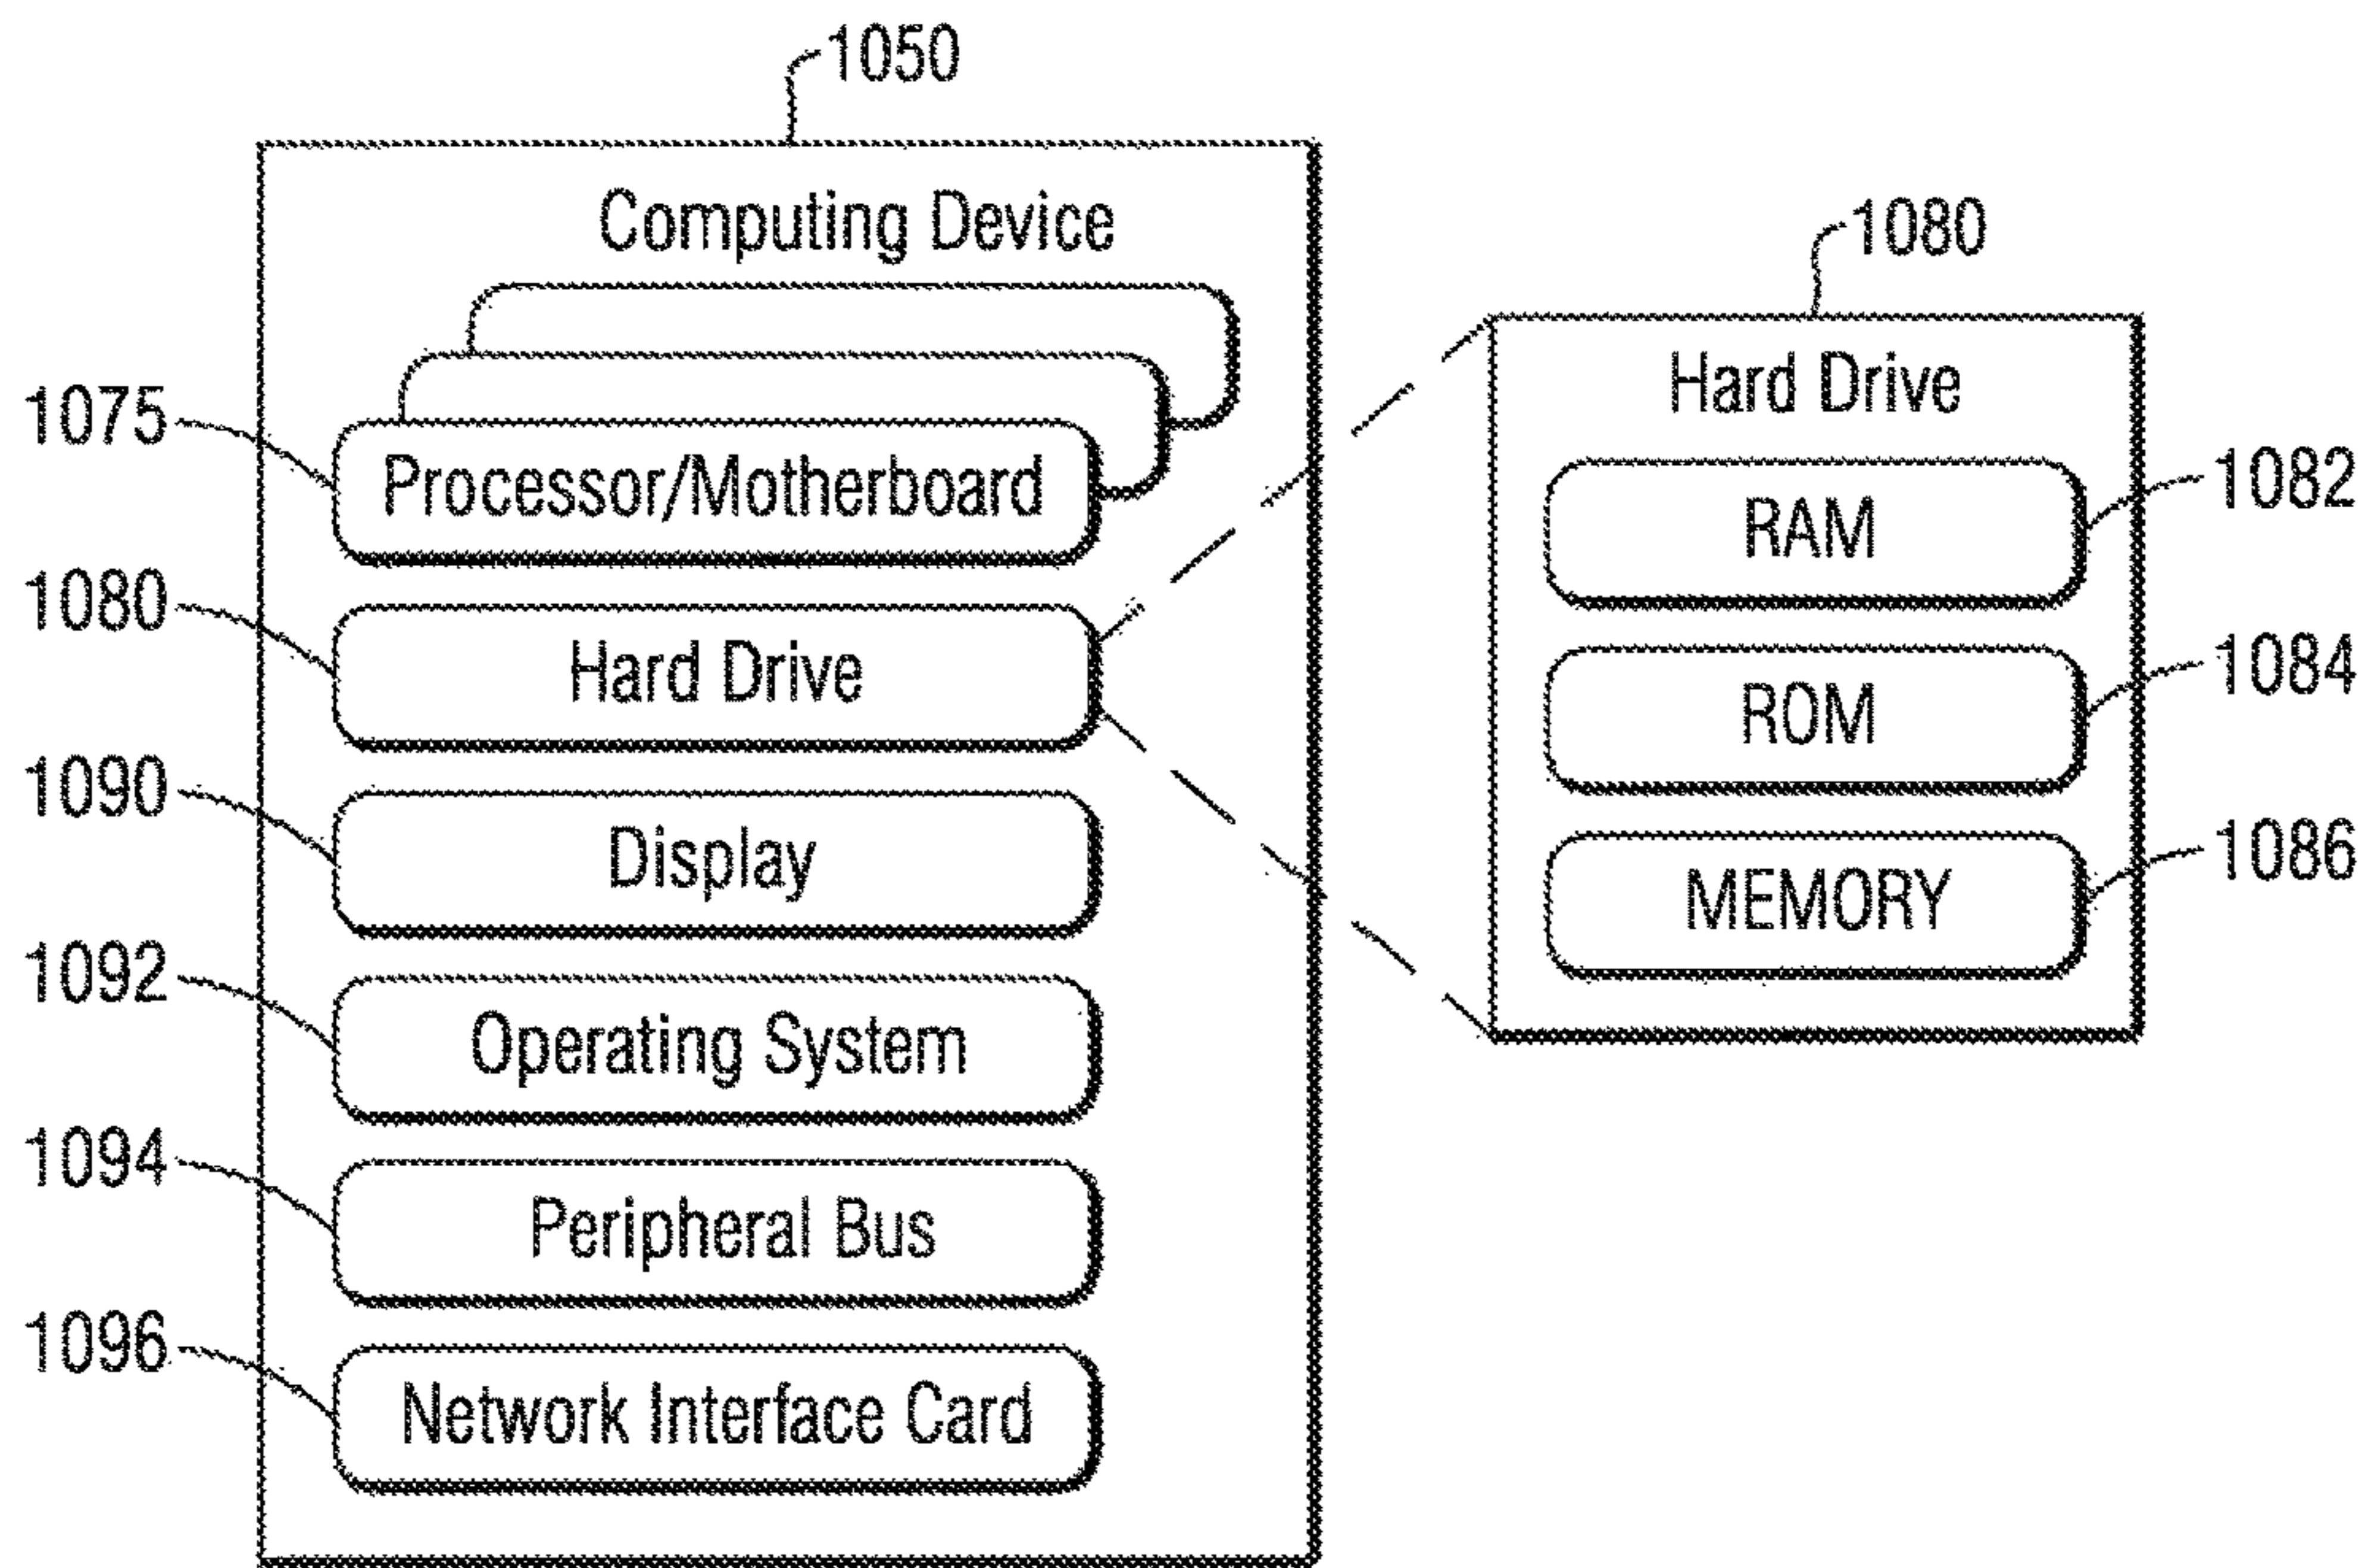 1050
Computing Device
1075
Processor/Motherboard
1080
Hard Drive
1090
Display
1092
Operating System
1094
Peripheral Bus
1096
Network Interface Card
1080
Hard Drive
RAM
1082
ROM
1084
MEMORY
1086